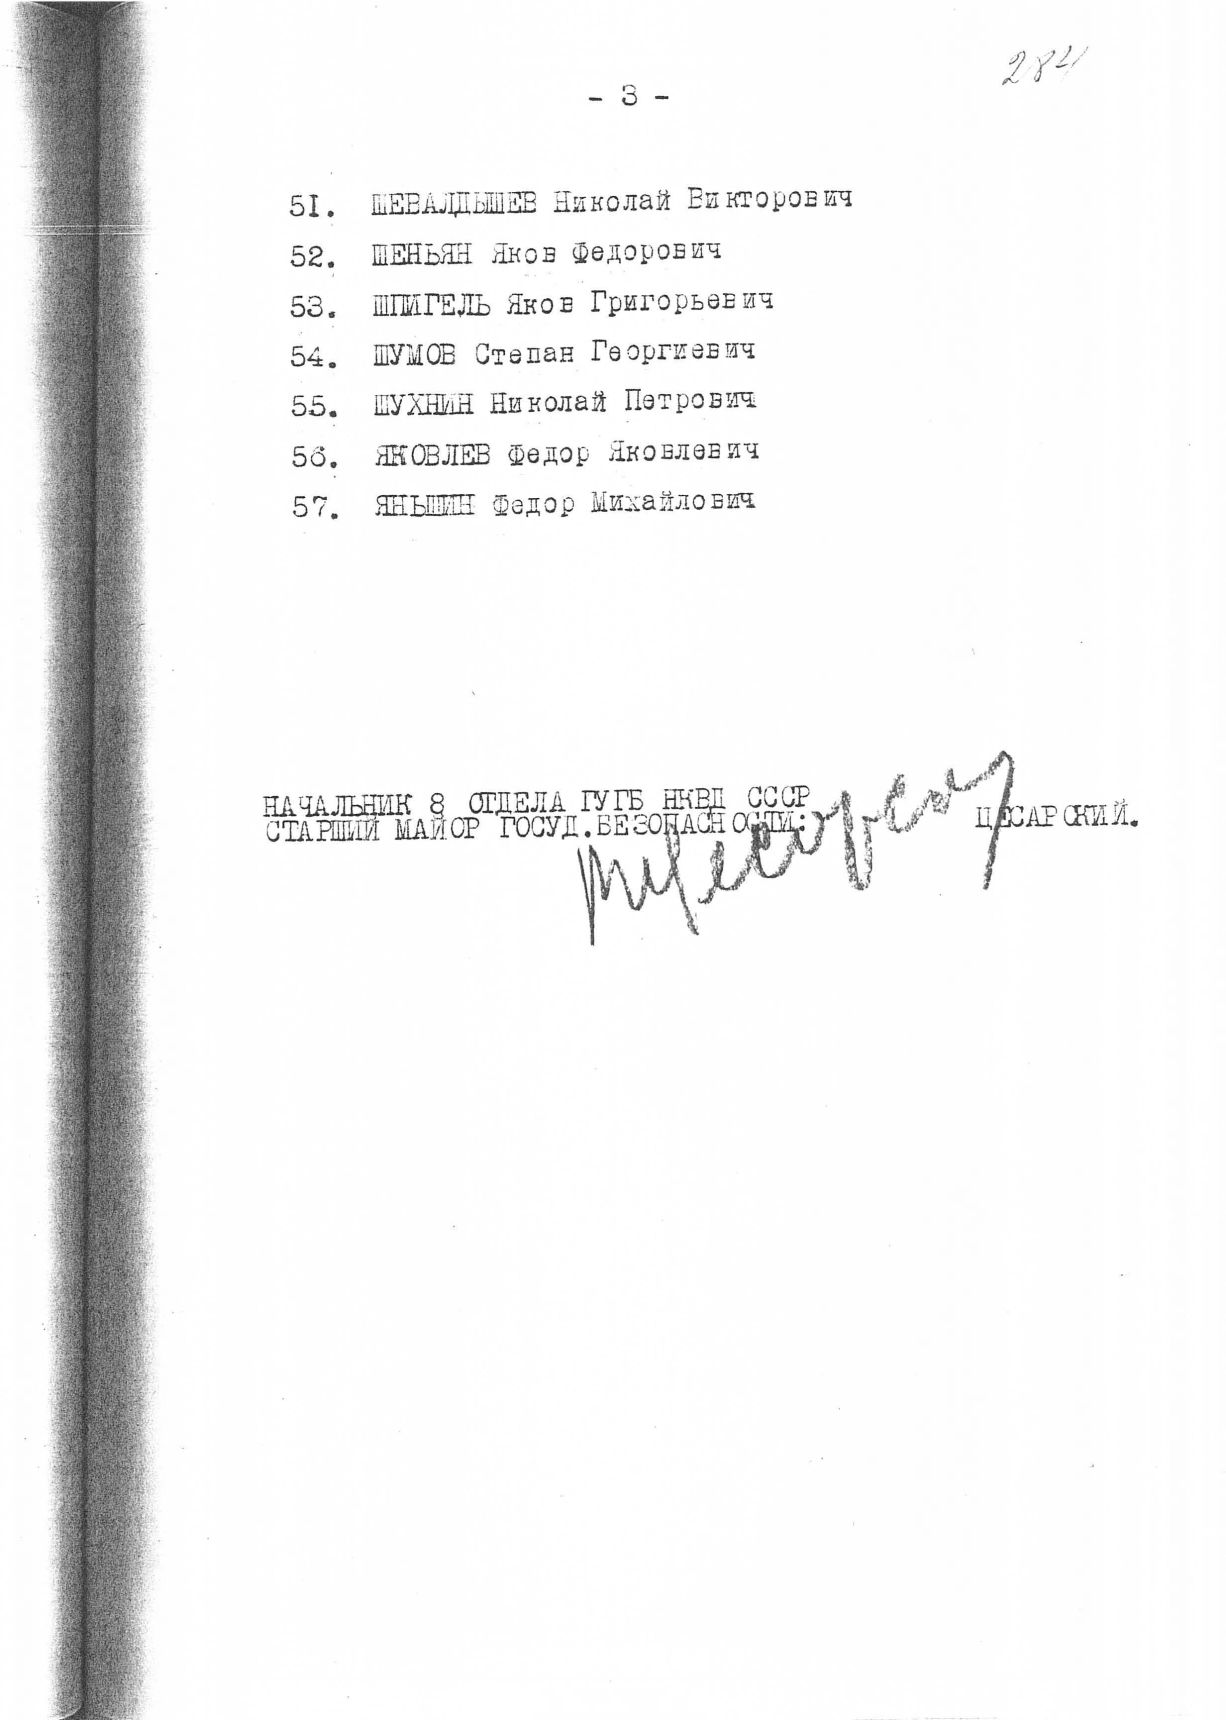 284
- 3 -
51. ШЕВАЛДЫШЕВ Николай Викторович
52. ШЕНЬЯН Яков Федорович
53. ШПИГЕЛЬ Яков Григорьевич
54. ШУМОВ Степан Георгиевич
55. ШУХНИН Николай Петрович
56. ЯКОВЛЕВ Федор Яковлевич
57. ЯНЬШИН Федор Михайлович
НАЧАЛЬНИК 8 ОТДЕЛА ГУГБ НКВД СССР
СТАРШИЙ МАЙОР ГОСУД.БЕЗОПАСНОСТИ: ЦЕСАРСКИЙ.